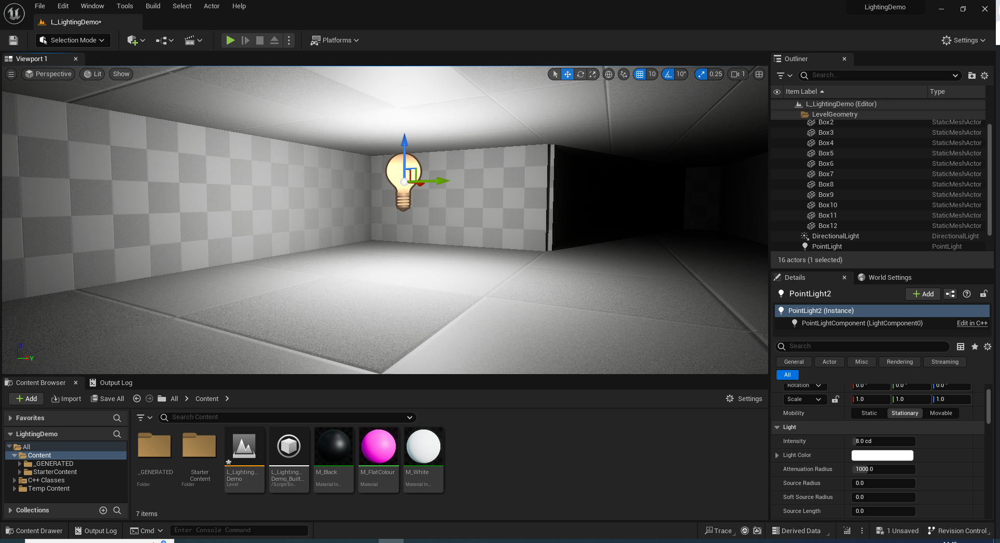 File Edit Window Tools Build Select Actor Help
LightingDemo
L_LightingDemo*
Selection Mode
Platforms
Settings
Viewport 1
Perspective
Lit
Show
10
10°
0.25
1
Z
X
Y
Outliner
Search...
Item Label
Type
L_LightingDemo (Editor)
LevelGeometry
Box2 StaticMeshActor
Box3 StaticMeshActor
Box4 StaticMeshActor
Box5 StaticMeshActor
Box6 StaticMeshActor
Box7 StaticMeshActor
Box8 StaticMeshActor
Box9 StaticMeshActor
Box10 StaticMeshActor
Box11 StaticMeshActor
Box12 StaticMeshActor
DirectionalLight DirectionalLight
PointLight PointLight
16 actors (1 selected)
Details
World Settings
PointLight2
Add
PointLight2 (Instance)
PointLightComponent (LightComponent0)
Edit in C++
Search
General Actor Misc Rendering Streaming
All
Rotation 0.0° 0.0° 0.0°
Scale 1.0 1.0 1.0
Mobility Static Stationary Movable
Light
Intensity 8.0 cd
Light Color
Attenuation Radius 1000.0
Source Radius 0.0
Soft Source Radius 0.0
Source Length 0.0
Content Browser
Output Log
Add
Import
Save All
All
Content
Settings
Favorites
LightingDemo
All
Content
_GENERATED
StarterContent
C++ Classes
Temp Content
Collections
Search Content
_GENERATED
Folder
Starter
Content
Folder
L_Lighting...
Demo
Level
L_Lighting...
Demo_Built...
/Script/En...
M_Black
Material In...
M_FlatColour
Material
M_White
Material In...
7 items
Content Drawer
Output Log
Cmd
Enter Console Command
Trace
Derived Data
1 Unsaved
Revision Control